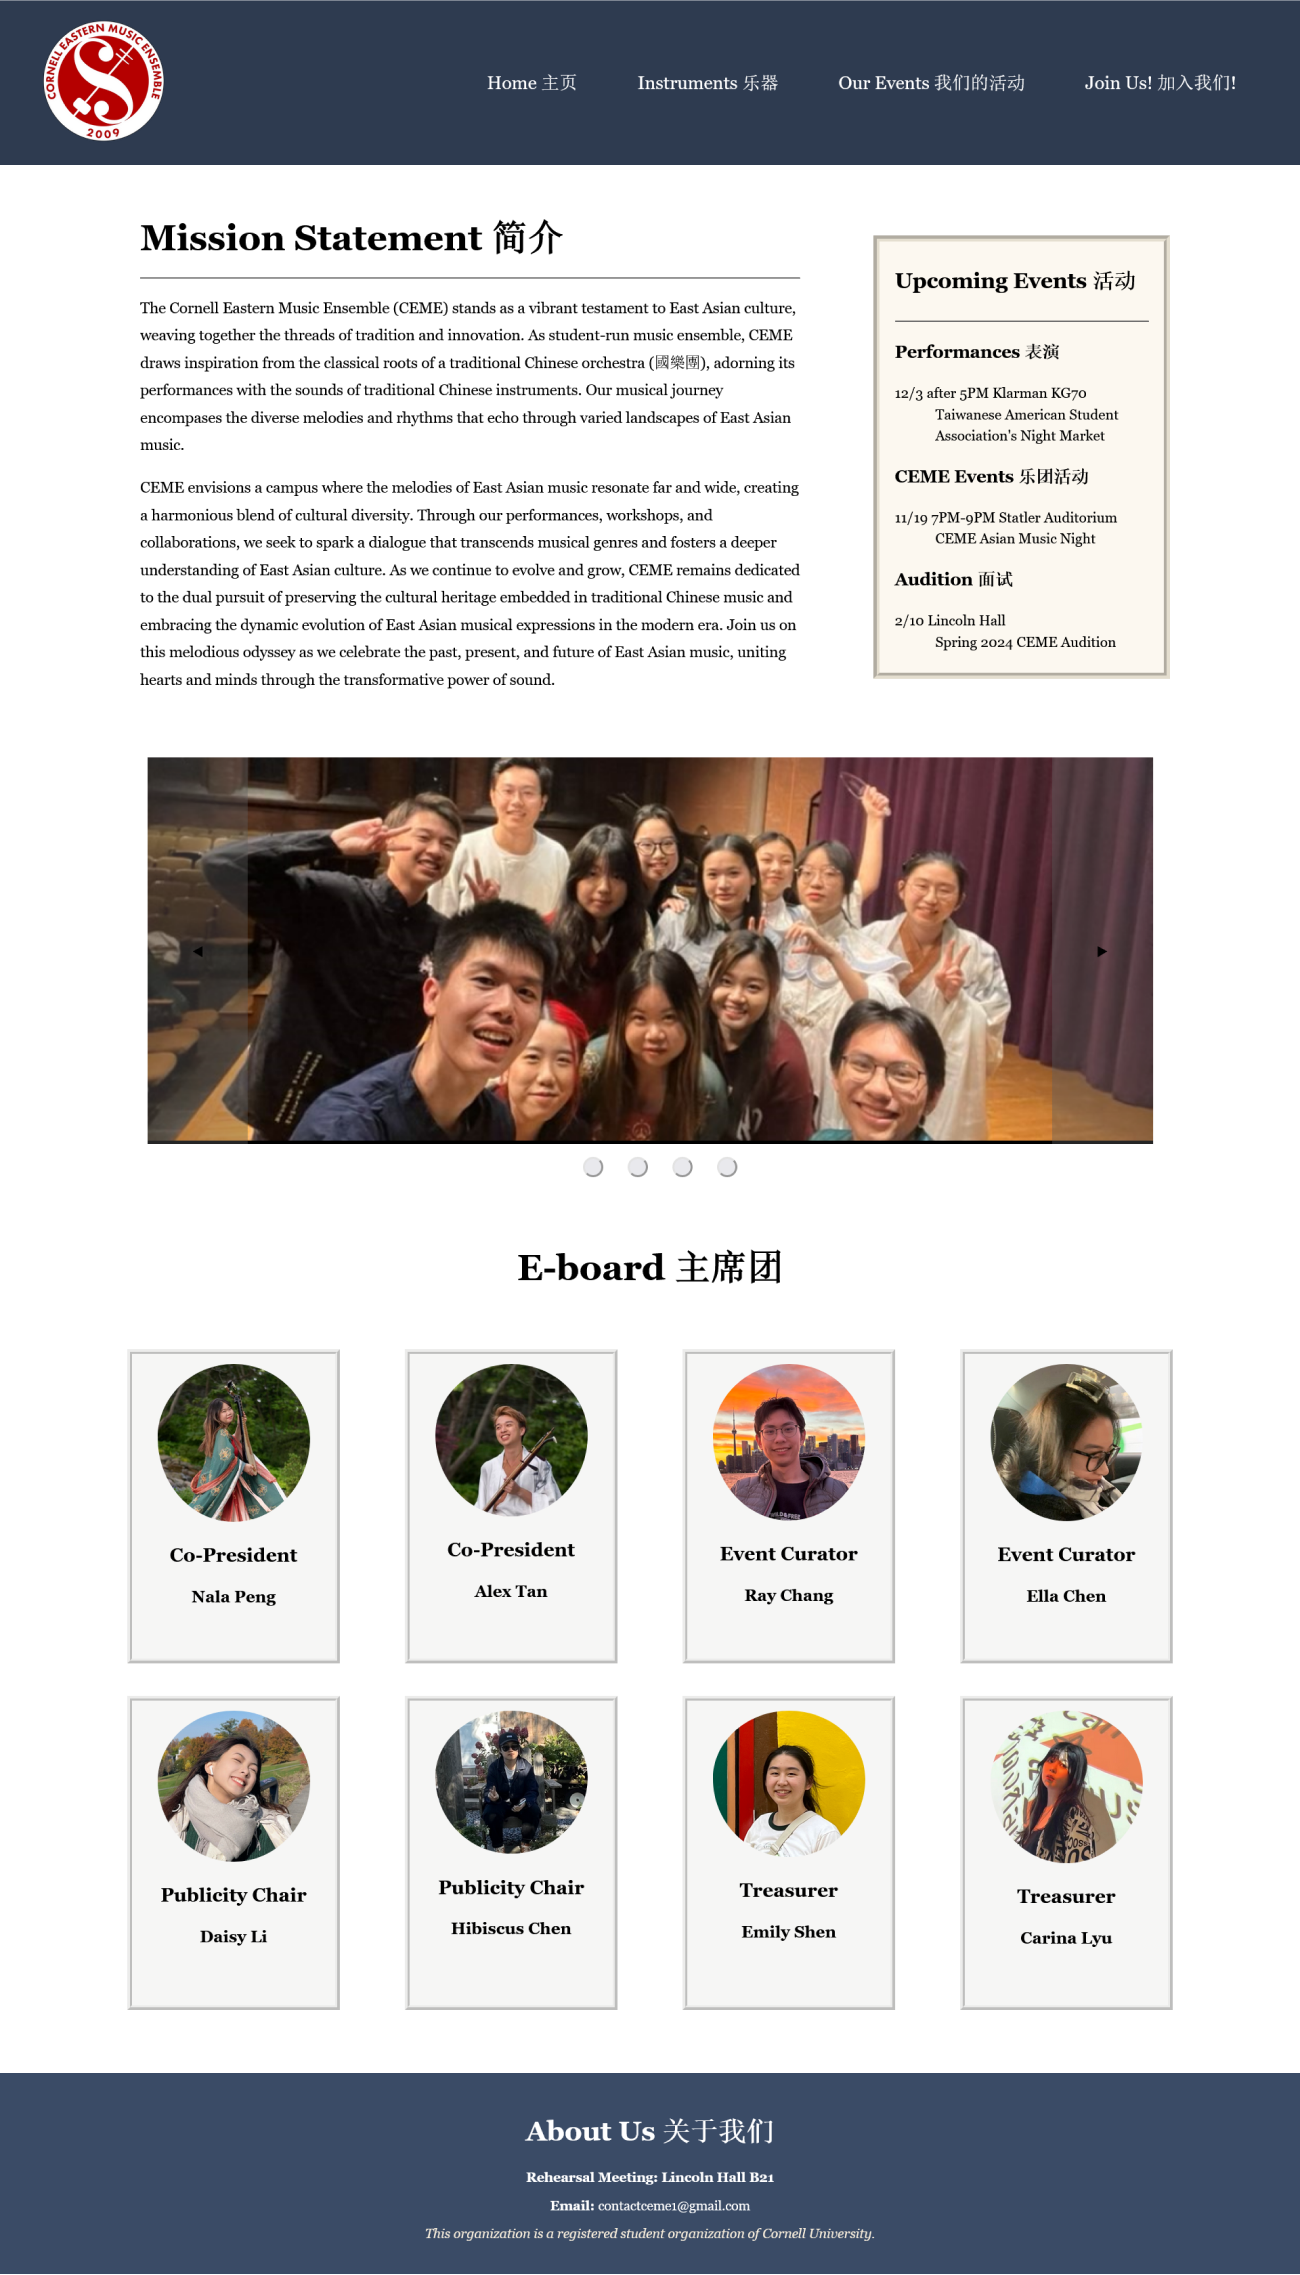 CORNELL EASTERN MUSIC ENSEMBLE
2009
Home 主页
Instruments 乐器
Our Events 我们的活动
Join Us! 加入我们!
Mission Statement 简介
The Cornell Eastern Music Ensemble (CEME) stands as a vibrant testament to East Asian culture,
weaving together the threads of tradition and innovation. As student-run music ensemble, CEME
draws inspiration from the classical roots of a traditional Chinese orchestra (國樂團), adorning its
performances with the sounds of traditional Chinese instruments. Our musical journey
encompases the diverse melodies and rhythms that echo through varied landscapes of East Asian
music.
CEME envisions a campus where the melodies of East Asian music resonate far and wide, creating
a harmonious blend of cultural diversity. Through our performances, workshops, and
collaborations, we seek to spark a dialogue that transcends musical genres and fosters a deeper
understanding of East Asian culture. As we continue to evolve and grow, CEME remains dedicated
to the dual pursuit of preserving the cultural heritage embedded in traditional Chinese music and
embracing the dynamic evolution of East Asian musical expressions in the modern era. Join us on
this melodious odyssey as we celebrate the past, present, and future of East Asian music, uniting
hearts and minds through the transformative power of sound.
Upcoming Events 活动
Performances 表演
12/3 after 5PM Klarman KG70
Taiwanese American Student
Association's Night Market
CEME Events 乐团活动
11/19 7PM-9PM Statler Auditorium
CEME Asian Music Night
Audition 面试
2/10 Lincoln Hall
Spring 2024 CEME Audition
E-board 主席团
Co-President
Nala Peng
Co-President
Alex Tan
Event Curator
Ray Chang
Event Curator
Ella Chen
Publicity Chair
Daisy Li
Publicity Chair
Hibiscus Chen
Treasurer
Emily Shen
Treasurer
Carina Lyu
About Us 关于我们
Rehearsal Meeting: Lincoln Hall B21
Email: contactceme1@gmail.com
This organization is a registered student organization of Cornell University.